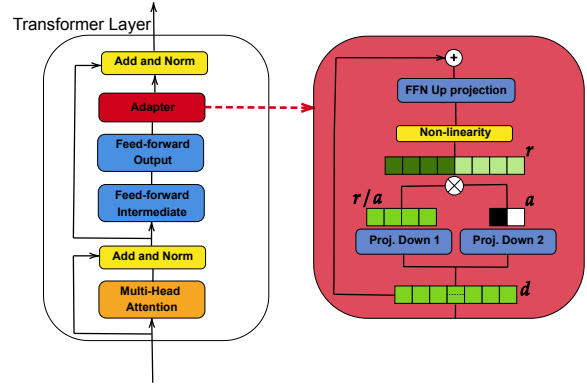 Transformer Layer
Add and Norm
Adapter
Feed-forward
Output
Feed-forward
Intermediate
Add and Norm
Multi-Head
Attention
+
FFN Up projection
Non-linearity
r
r/a
a
Proj. Down 1
Proj. Down 2
d